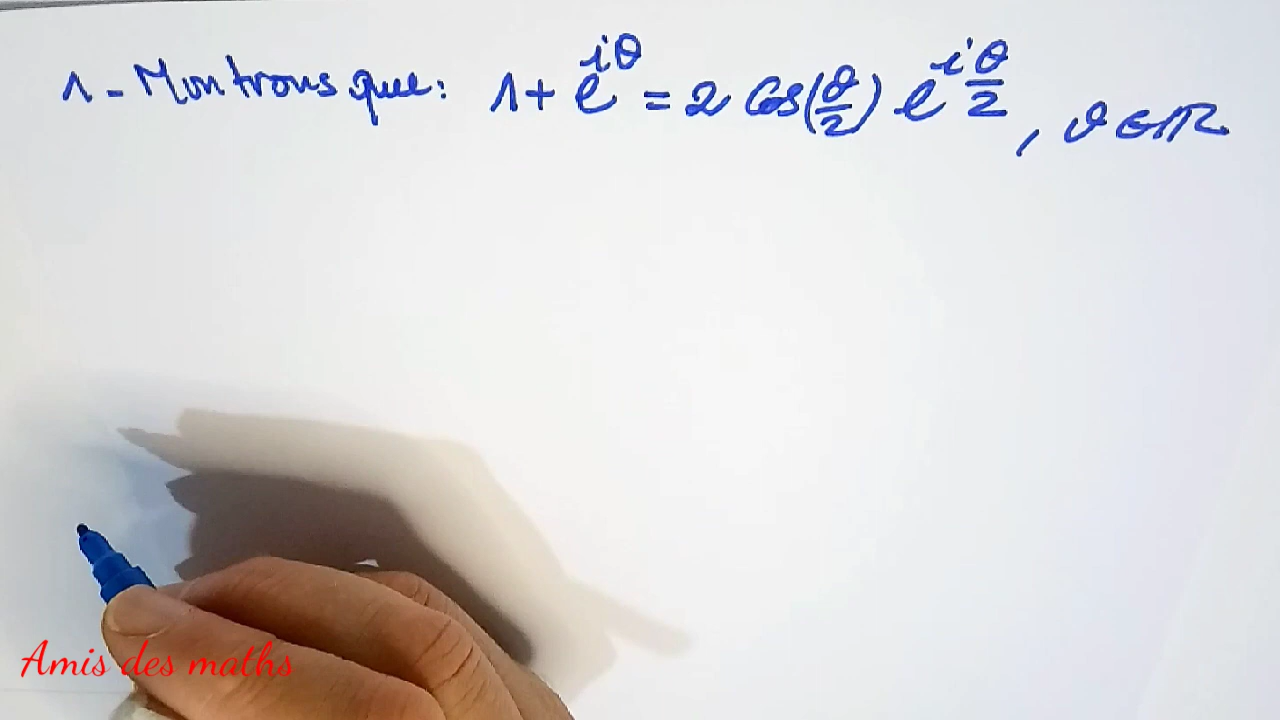 1 - Montrons que: 1 + e^{iθ} = 2 cos(θ/2) e^{iθ/2}, θ ∈ ℝ
Amis des maths